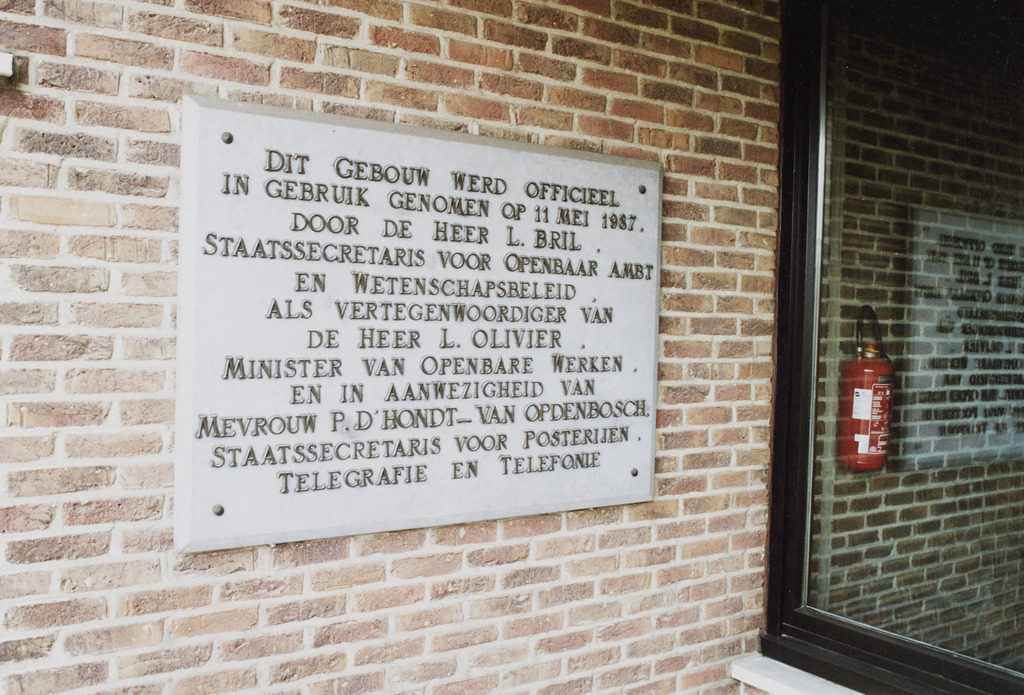 DIT GEBOUW WERD OFFICIEEL
IN GEBRUIK GENOMEN OP 11 MEI 1987.
DOOR DE HEER L. BRIL .
STAATSSECRETARIS VOOR OPENBAAR AMBT
EN WETENSCHAPSBELEID
ALS VERTEGENWOORDIGER VAN
DE HEER L. OLIVIER .
MINISTER VAN OPENBARE WERKEN .
EN IN AANWEZIGHEID VAN
MEVROUW P. D'HONDT-VAN OPDENBOSCH.
STAATSSECRETARIS VOOR POSTERIJEN .
TELEGRAFIE EN TELEFONIE